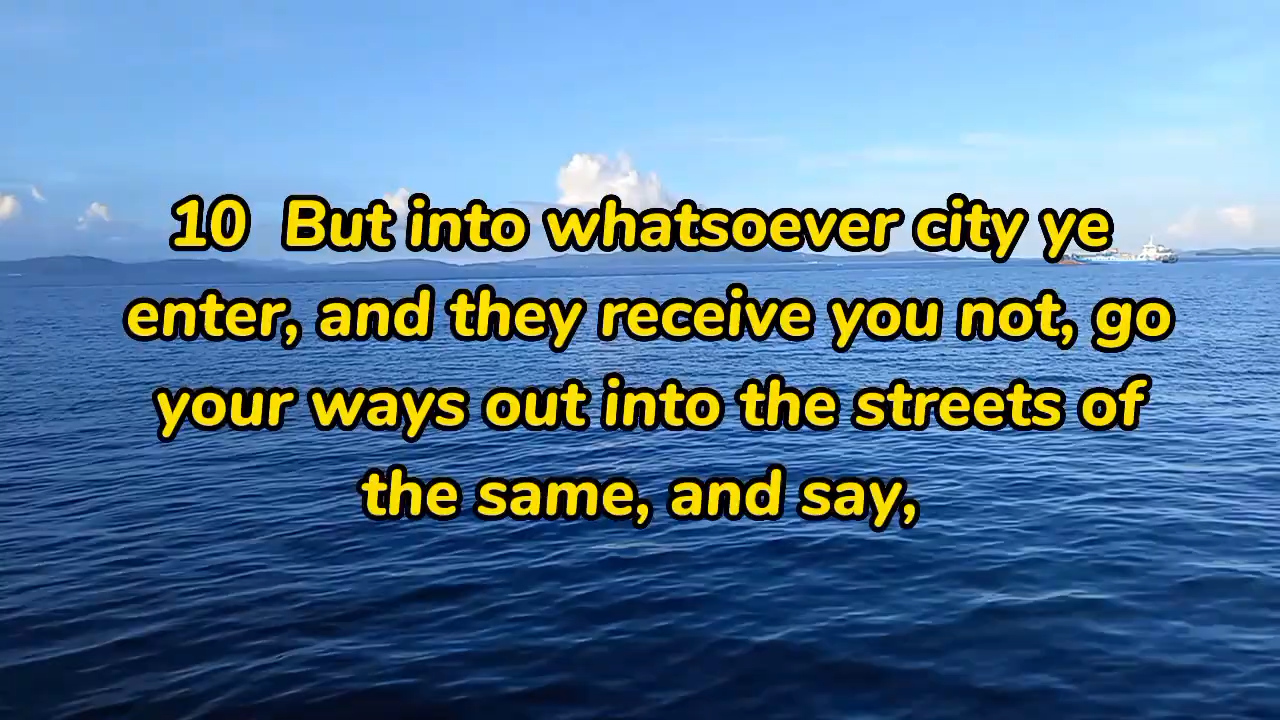 10  But into whatsoever city ye
enter, and they receive you not, go
your ways out into the streets of
the same, and say,